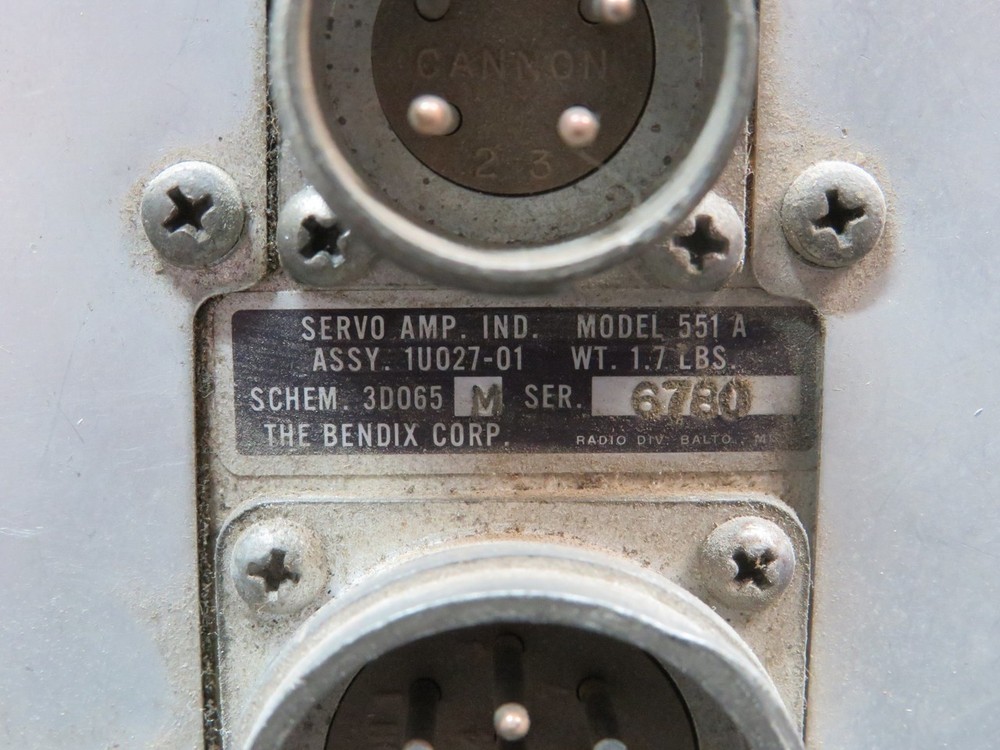 CANNON
2 3
SERVO AMP. IND. MODEL 551 A
ASSY. 1U027-01 WT. 1.7 LBS.
SCHEM. 3D065 M SER. 6780
THE BENDIX CORP. RADIO DIV. BALTO., MD